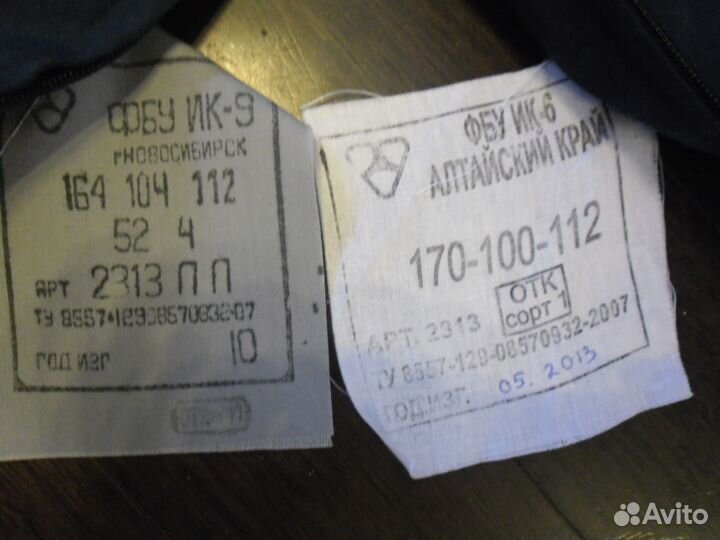 ФБУ ИК-9
г.НОВОСИБИРСК
164 104 112
52 4
АРТ 2313 П П
ТУ 8557-12908570932-07
ГОД ИЗГ 10
ФБУ ИК-6
АЛТАЙСКИЙ КРАЙ
170-100-112
ОТК
сорт 1
АРТ. 2313
ТУ 8557-129-08570932-2007
ГОД.ИЗГ. 05. 2013
Avito